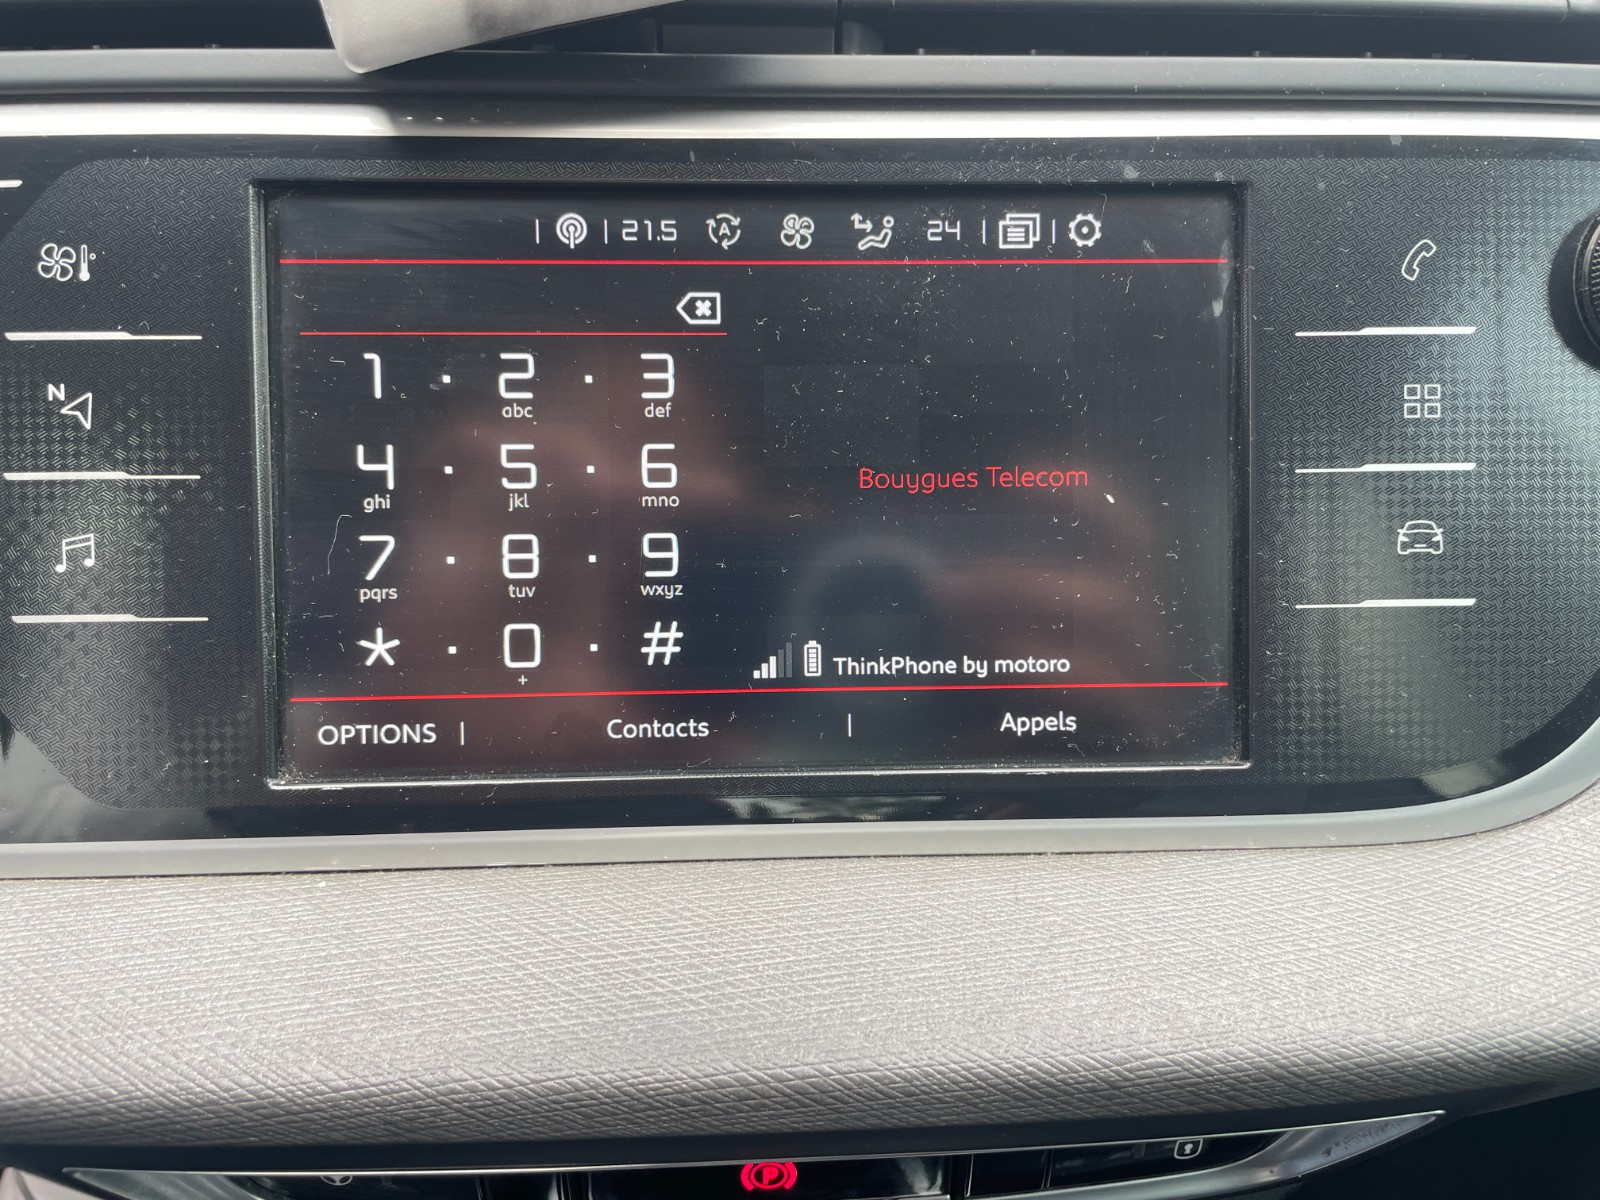 21.5 A 24
N
1 2 3
abc def
4 5 6
ghi jkl mno
7 8 9
pqrs tuv wxyz
* 0 #
+
Bouygues Telecom
ThinkPhone by motoro
OPTIONS | Contacts | Appels
P